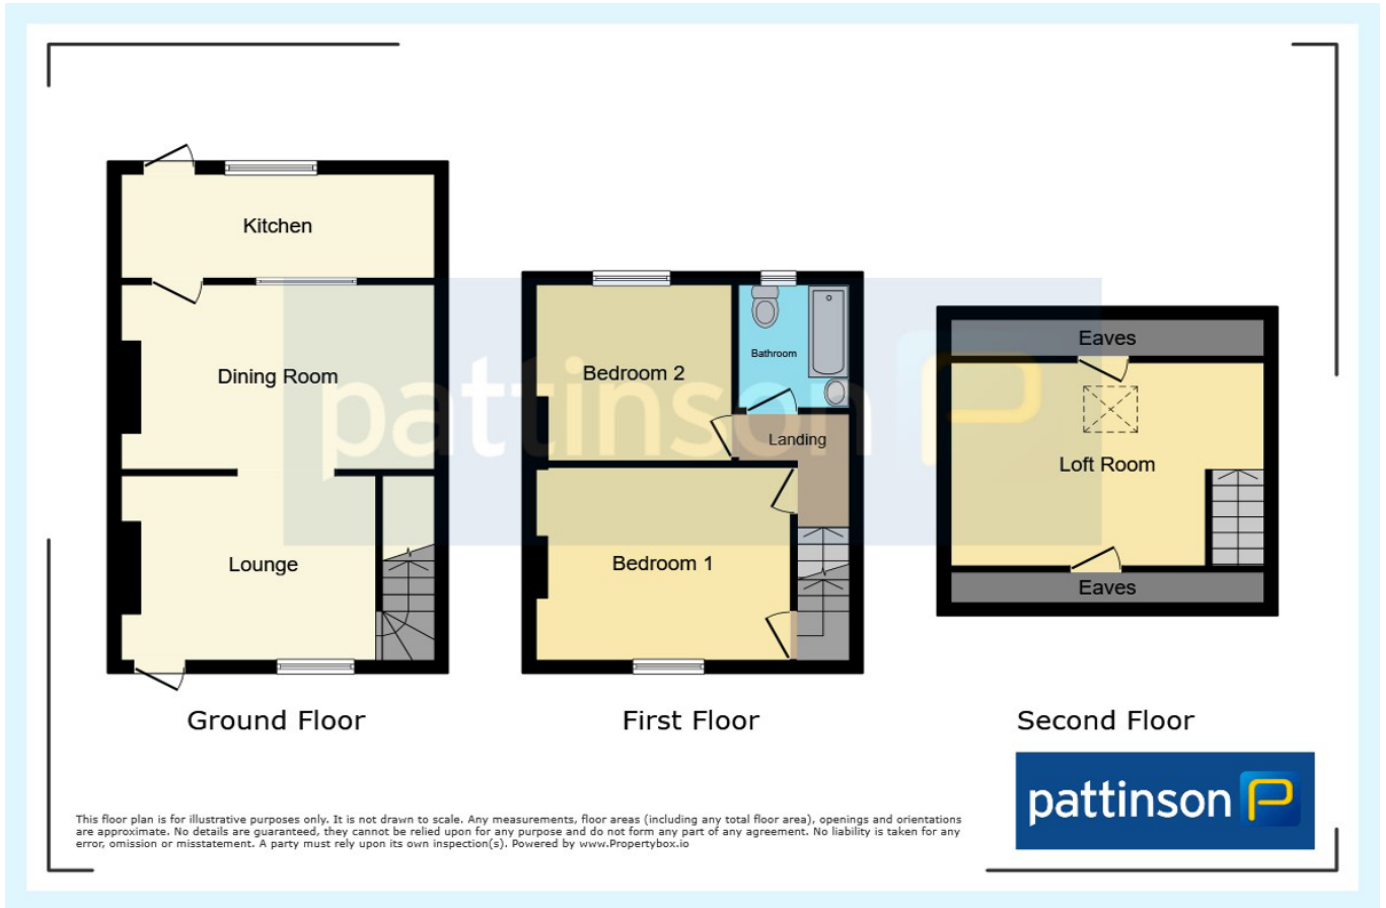 Kitchen
Dining Room
Lounge
Ground Floor
Bedroom 2
Bathroom
Landing
Bedroom 1
First Floor
Eaves
Loft Room
Eaves
Second Floor
pattinson
pattinson
This floor plan is for illustrative purposes only. It is not drawn to scale. Any measurements, floor areas (including any total floor area), openings and orientations
are approximate. No details are guaranteed, they cannot be relied upon for any purpose and do not form any part of any agreement. No liability is taken for any
error, omission or misstatement. A party must rely upon its own inspection(s). Powered by www.Propertybox.io